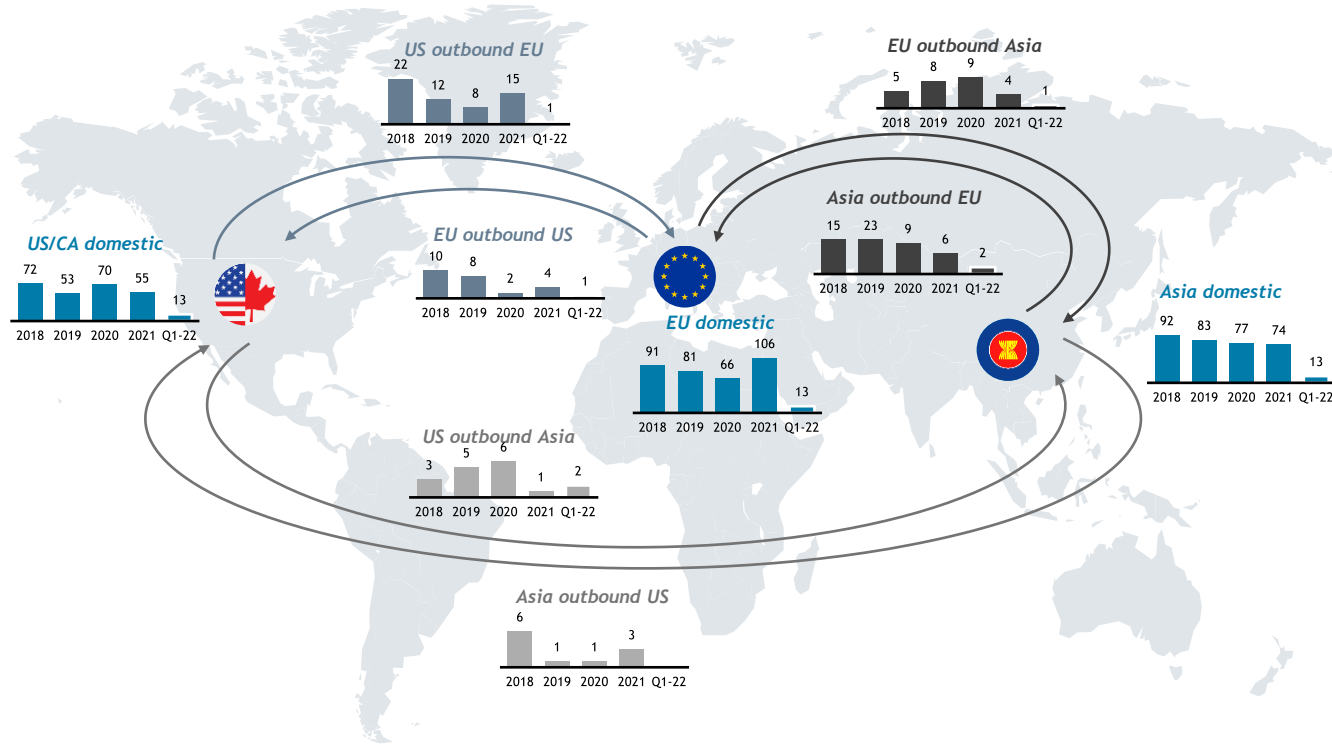 US outbound EU
22
12
8
15
1
2018 2019 2020 2021 Q1-22
EU outbound Asia
5
8
9
4
1
2018 2019 2020 2021 Q1-22
US/CA domestic
72
53
70
55
13
2018 2019 2020 2021 Q1-22
EU outbound US
10
8
2
4
1
2018 2019 2020 2021 Q1-22
Asia outbound EU
15
23
9
6
2
2018 2019 2020 2021 Q1-22
EU domestic
91
81
66
106
13
2018 2019 2020 2021 Q1-22
Asia domestic
92
83
77
74
13
2018 2019 2020 2021 Q1-22
US outbound Asia
3
5
6
1
2
2018 2019 2020 2021 Q1-22
Asia outbound US
6
1
1
3
2018 2019 2020 2021 Q1-22